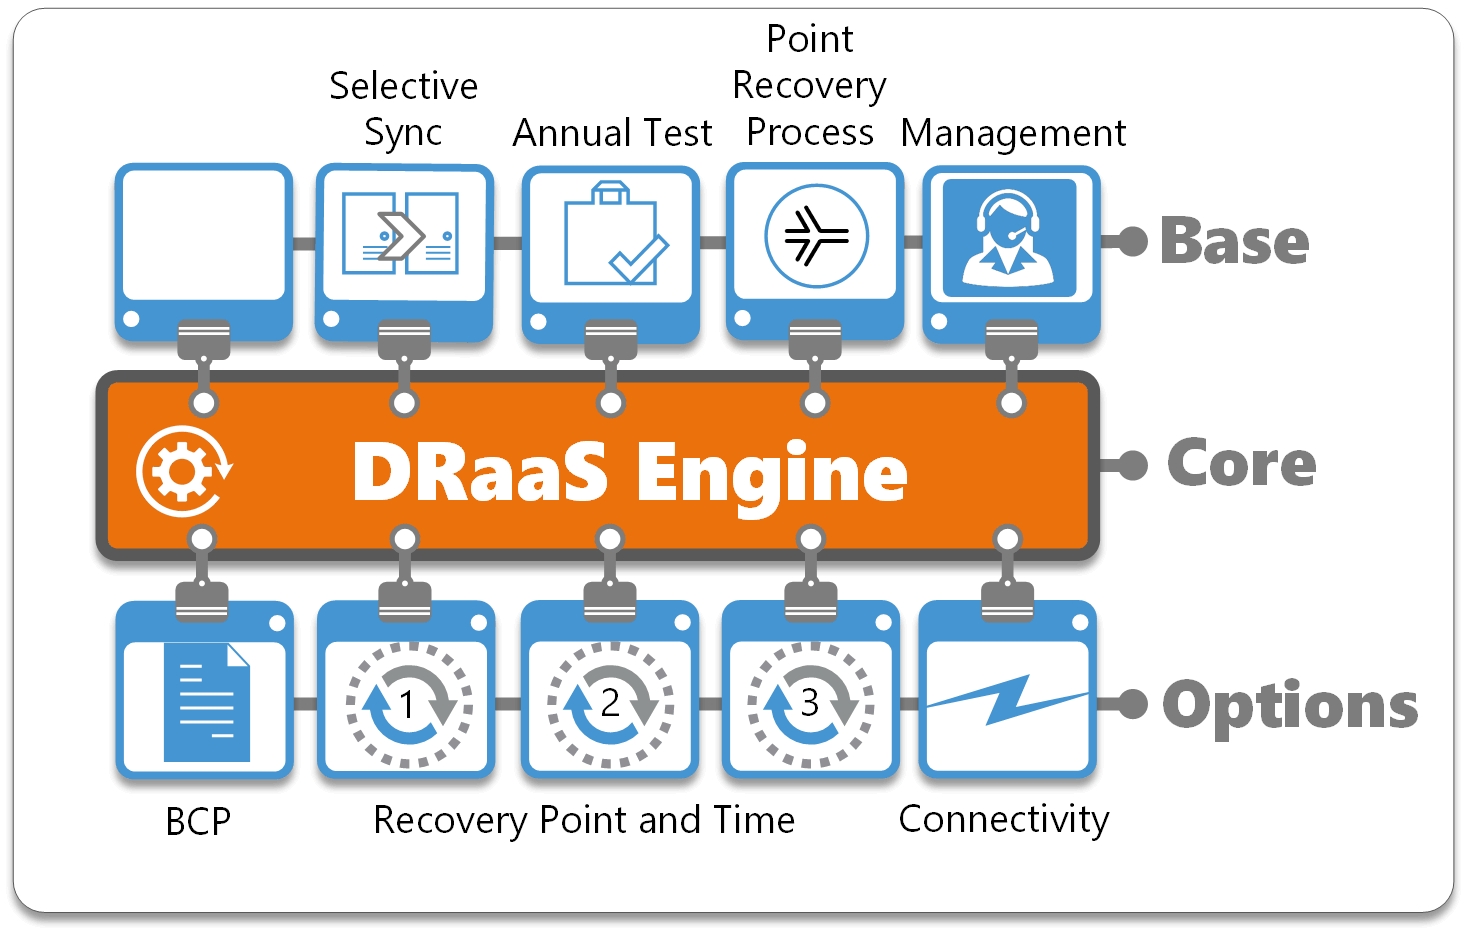 Selective
Sync
Annual Test
Point
Recovery
Process
Management
Base
DRaaS Engine
Core
1
2
3
Options
BCP
Recovery Point and Time
Connectivity